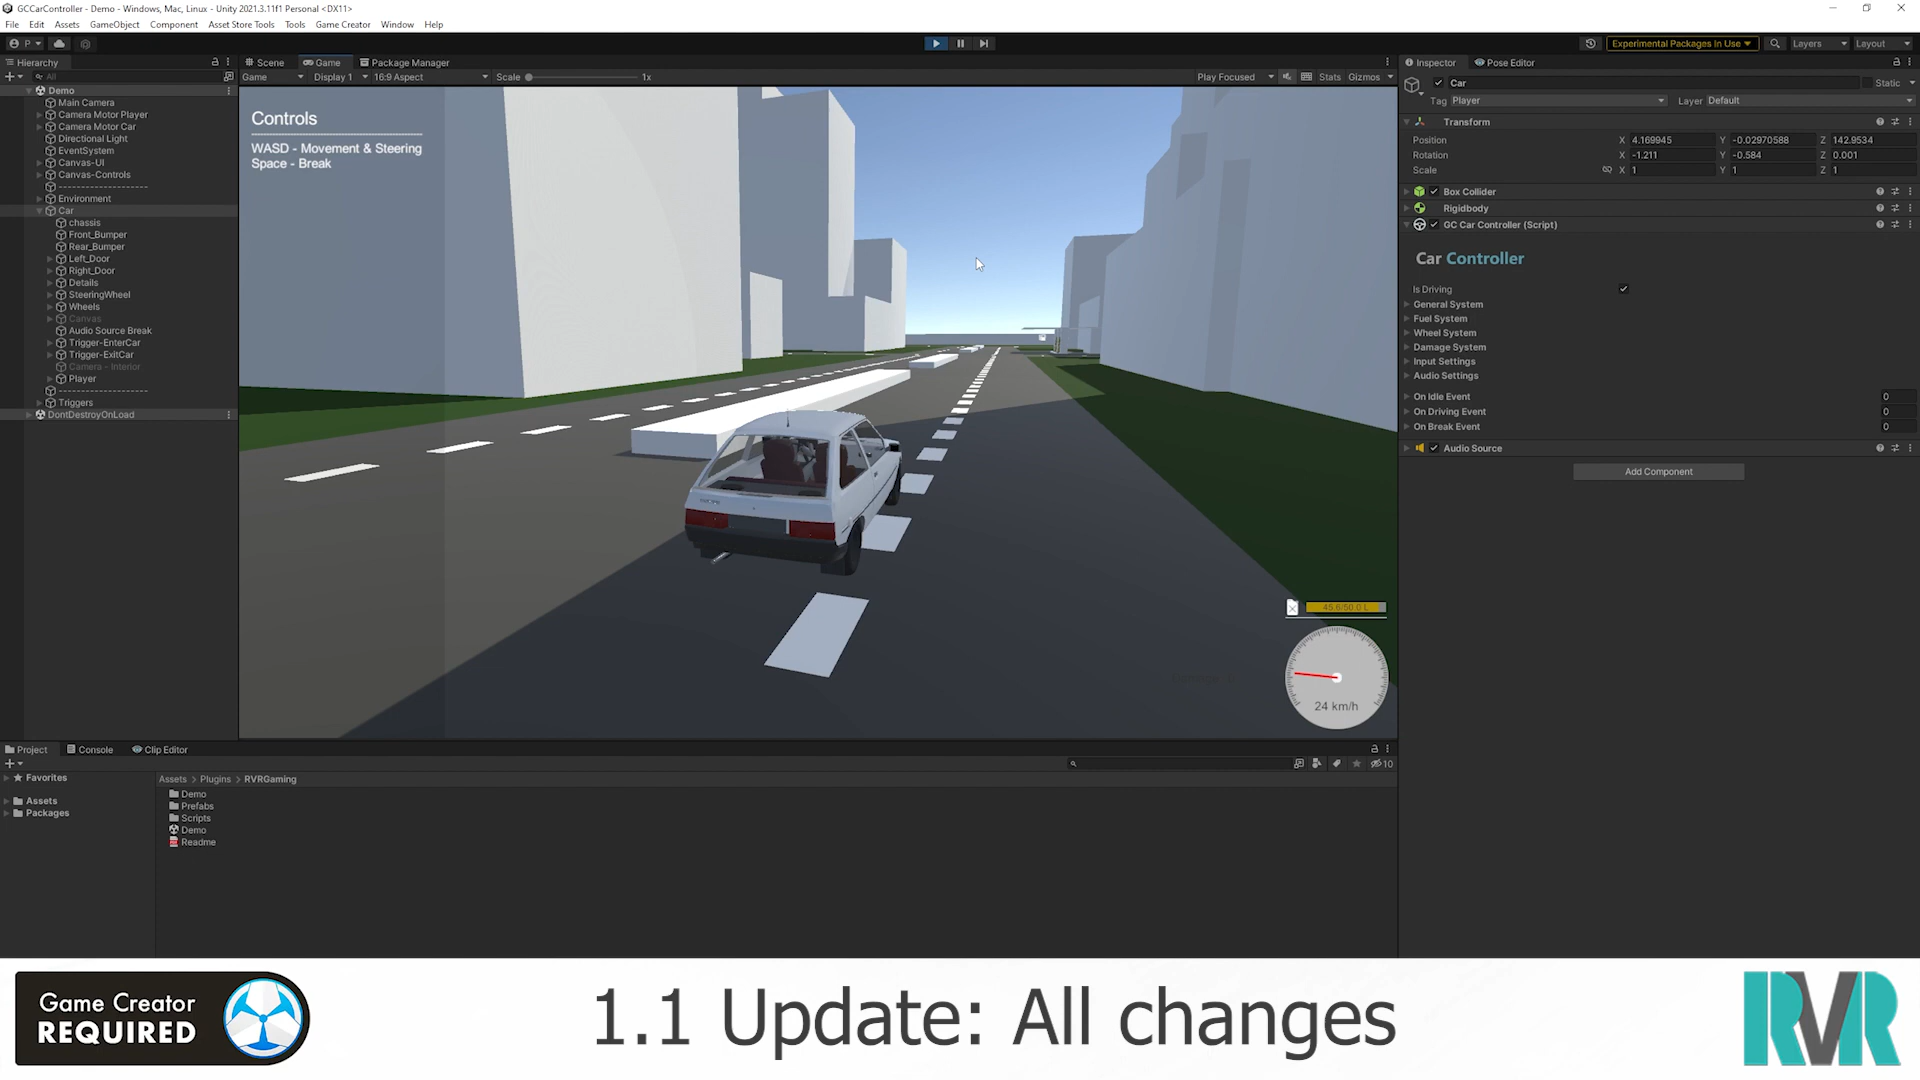 GCCarController - Demo - Windows, Mac, Linux - Unity 2021.3.11f1 Personal <DX11>
File Edit Assets GameObject Component Asset Store Tools Tools Game Creator Window Help
P Experimental Packages In Use Layers Layout
Hierarchy
All
Demo
Main Camera
Camera Motor Player
Camera Motor Car
Directional Light
EventSystem
Canvas-UI
Canvas-Controls
--------------------
Environment
Car
chassis
Front_Bumper
Rear_Bumper
Left_Door
Right_Door
Details
SteeringWheel
Wheels
Canvas
Audio Source Break
Trigger-EnterCar
Trigger-ExitCar
Camera - Interior
Player
--------------------
Triggers
DontDestroyOnLoad
Scene Game Package Manager
Game Display 1 16:9 Aspect Scale 1x Play Focused Stats Gizmos
Controls
WASD - Movement & Steering
Space - Break
45.6/50.0 L
24 km/h
Inspector Pose Editor
Car Static
Tag Player Layer Default
Transform
Position X 4.169945 Y -0.02970588 Z 142.9534
Rotation X -1.211 Y -0.584 Z 0.001
Scale X 1 Y 1 Z 1
Box Collider
Rigidbody
GC Car Controller (Script)
Car Controller
Is Driving
General System
Fuel System
Wheel System
Damage System
Input Settings
Audio Settings
On Idle Event 0
On Driving Event 0
On Break Event 0
Audio Source
Add Component
Project Console Clip Editor
10
Favorites
Assets
Packages
Assets > Plugins > RVRGaming
Demo
Prefabs
Scripts
Demo
Readme
Game Creator
REQUIRED
1.1 Update: All changes
RVR